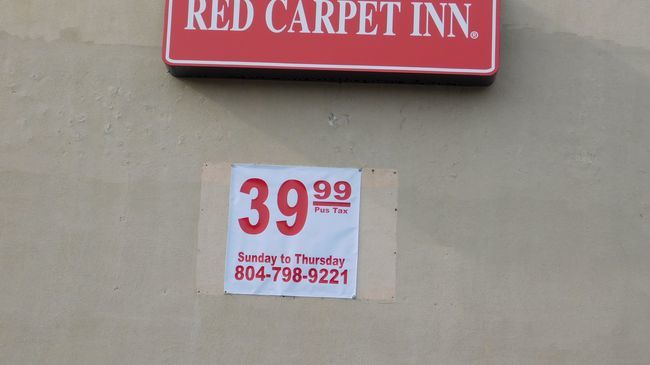 RED CARPET INN®
39 99
Pus Tax
Sunday to Thursday
804-798-9221